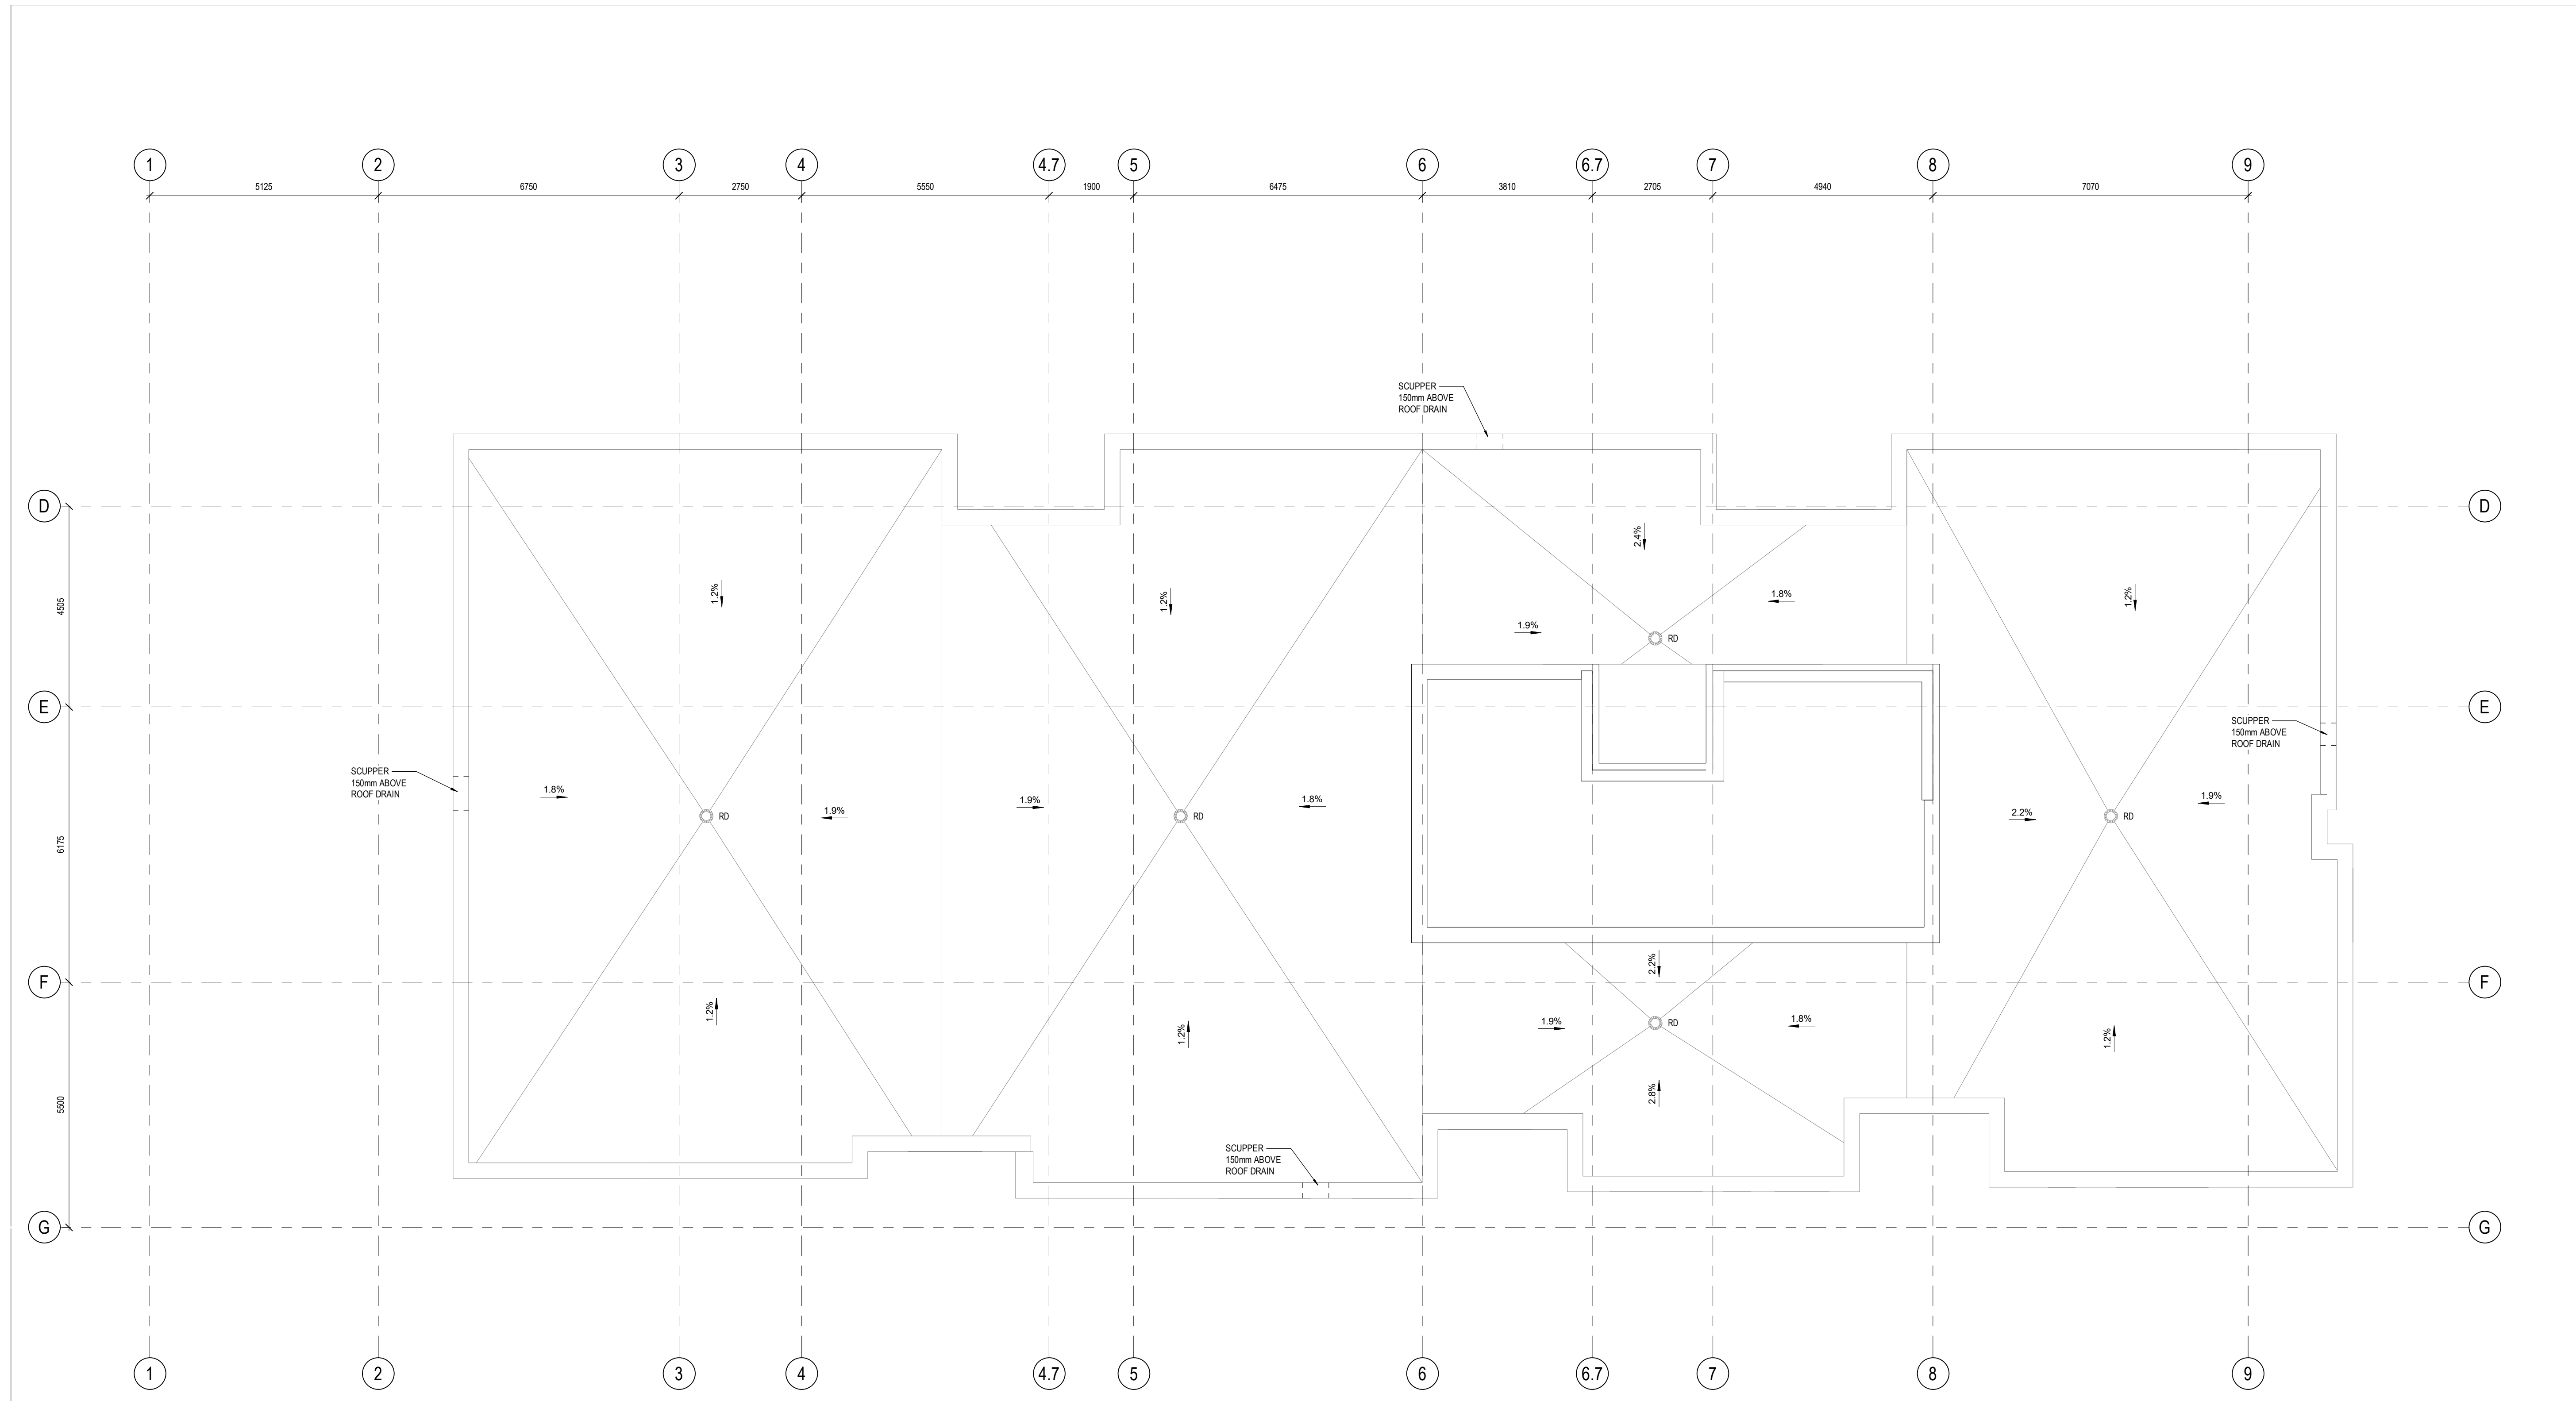 1 2 3 4 4.7 5 6 6.7 7 8 9
5125 6750 2750 5550 1900 6475 3810 2705 4940 7070
SCUPPER
150mm ABOVE
ROOF DRAIN
D D
2.4%
1.2% 1.2% 1.2%
4505
1.8%
1.9%
RD
E E
SCUPPER
150mm ABOVE
ROOF DRAIN
SCUPPER
150mm ABOVE
ROOF DRAIN
1.8% 1.9% 1.9% 1.8% 2.2% 1.9%
RD RD RD
6175
2.2%
F F
1.2% 1.2% 1.9% RD 1.8% 1.2%
2.8%
5500
SCUPPER
150mm ABOVE
ROOF DRAIN
G G
1 2 3 4 4.7 5 6 6.7 7 8 9